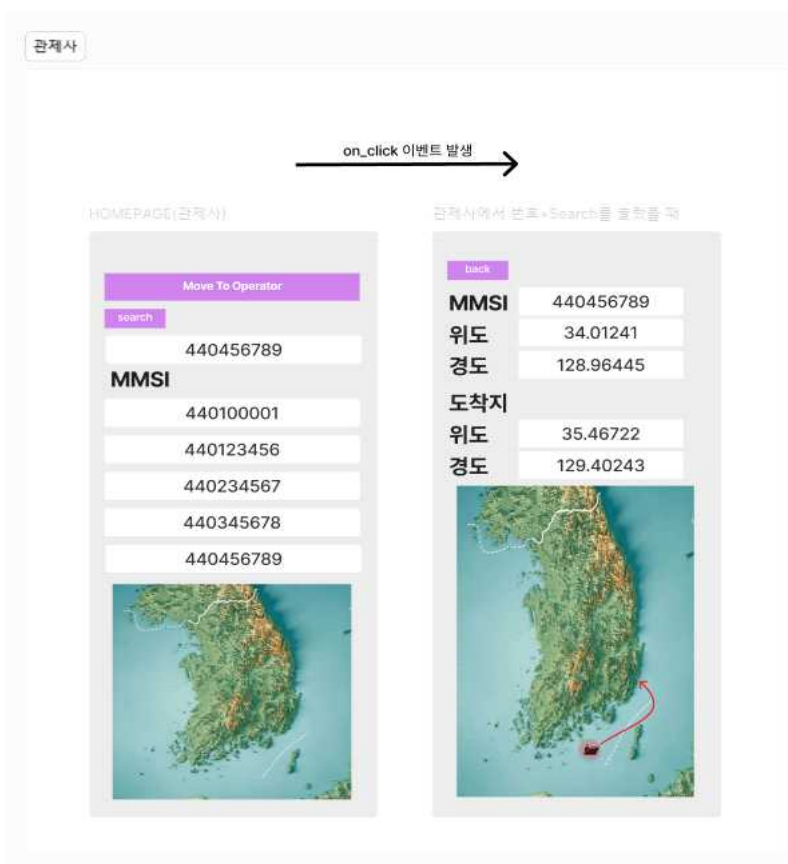 관제사
on_click 이벤트 발생
HOMEPAGE(관제사)
Move To Operator
search
440456789
MMSI
440100001
440123456
440234567
440345678
440456789
관제사에서 번호+Search를 눌렀을 때
back
MMSI 440456789
위도 34.01241
경도 128.96445
도착지
위도 35.46722
경도 129.40243